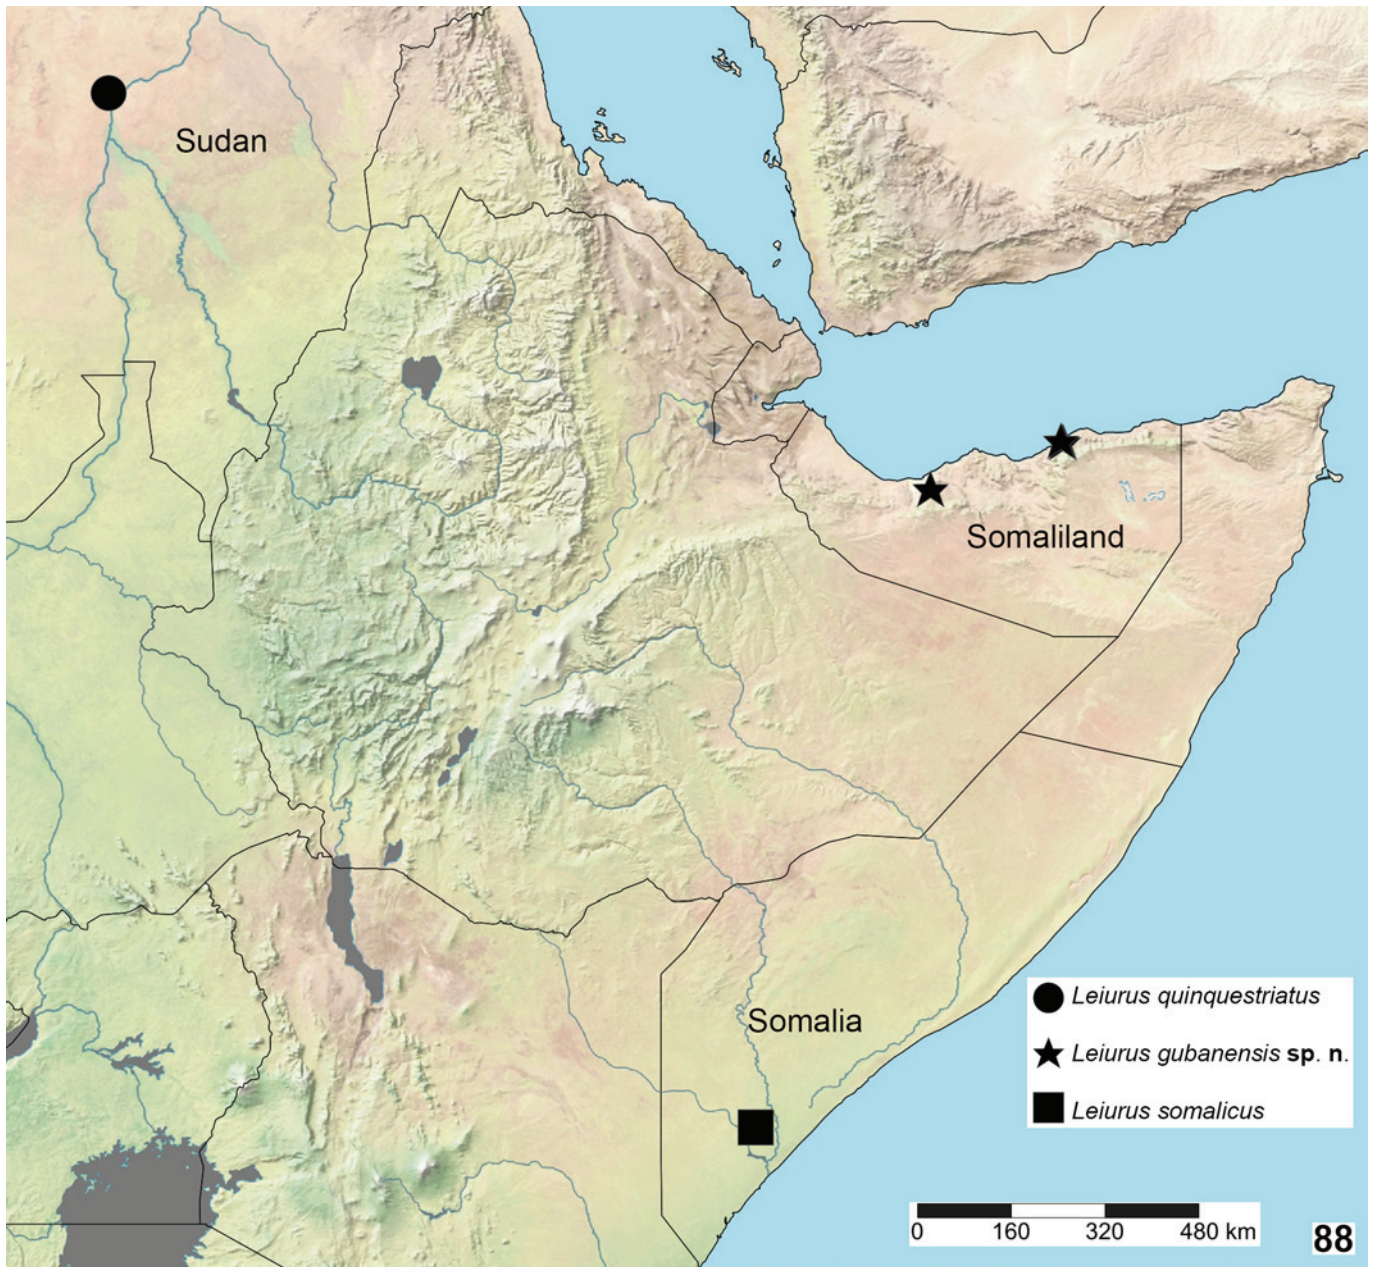 Sudan
Somaliland
Somalia
Leiurus quinquestriatus
Leiurus gubanensis sp. n.
Leiurus somalicus
0 160 320 480 km
88